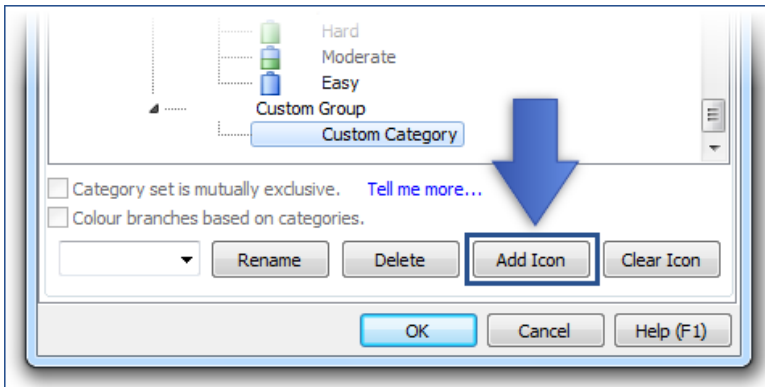 Hard
Moderate
Easy
Custom Group
Custom Category
Category set is mutually exclusive. Tell me more...
Colour branches based on categories.
Rename Delete Add Icon Clear Icon
OK Cancel Help (F1)